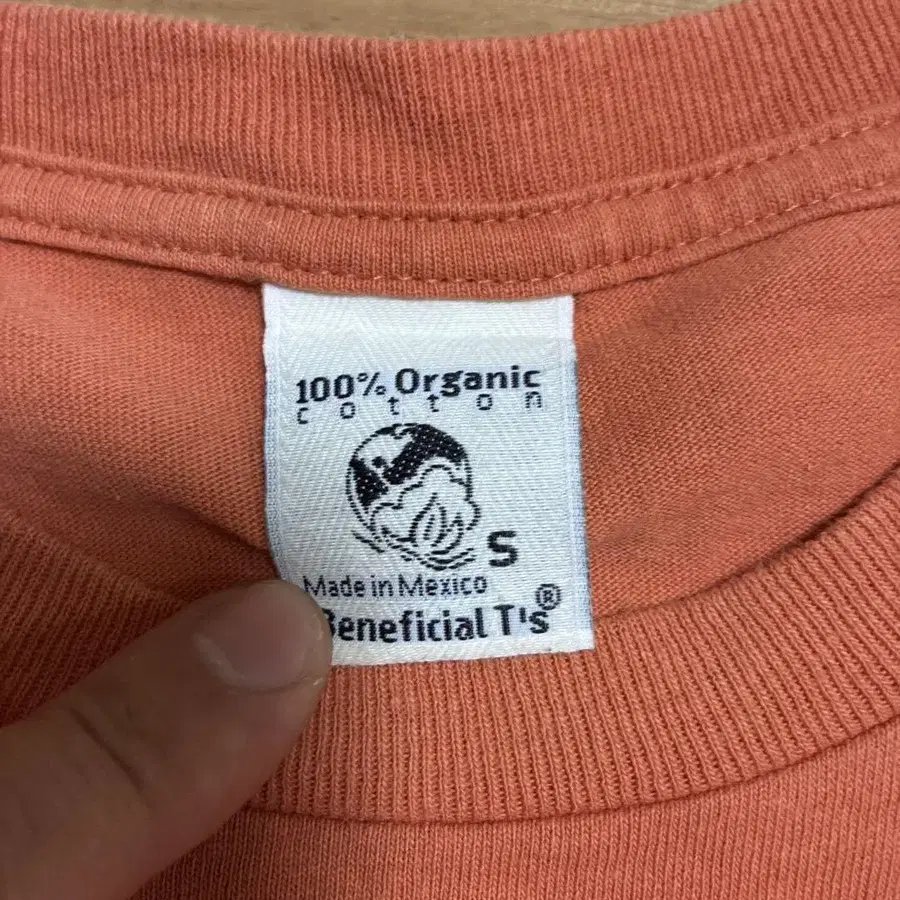 100% Organic
cotton
S
Made in Mexico
Beneficial T's®